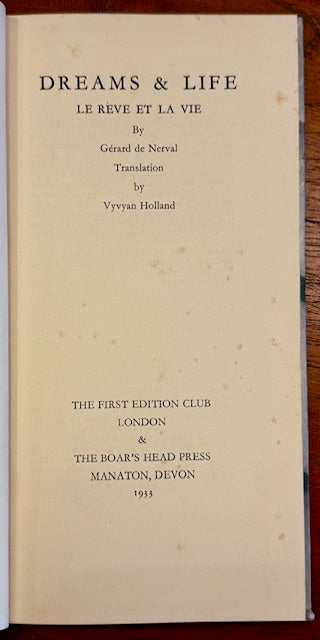 DREAMS & LIFE
LE REVE ET LA VIE
By
Gérard de Nerval
Translation
by
Vyvyan Holland
THE FIRST EDITION CLUB
LONDON
&
THE BOAR'S HEAD PRESS
MANATON, DEVON
1933